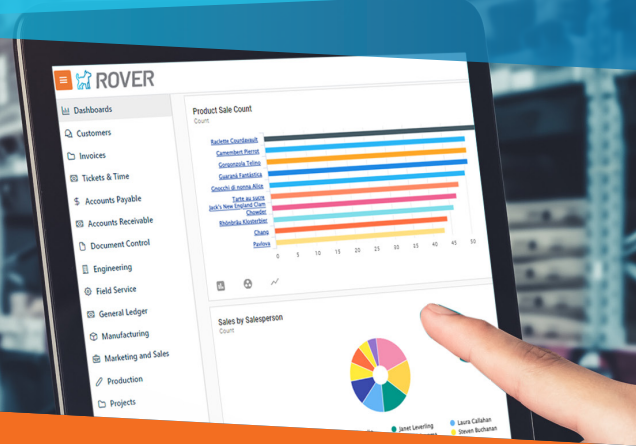 ROVER
Dashboards
Customers
Invoices
Tickets & Time
$ Accounts Payable
Accounts Receivable
Document Control
Engineering
Field Service
General Ledger
Manufacturing
Marketing and Sales
Production
Projects
Product Sale Count
Count
Raclette Courdavault
Camembert Pierrot
Gorgonzola Telino
Guaraná Fantástica
Gnocchi di nonna Alice
Tarte au sucre
Jack's New England Clam
Chowder
Rhönbräu Klosterbier
Chang
Pavlova
0 5 10 15 20 25 30 35 40 45 50
Sales by Salesperson
Count
Janet Leverling
Laura Callahan
Steven Buchanan